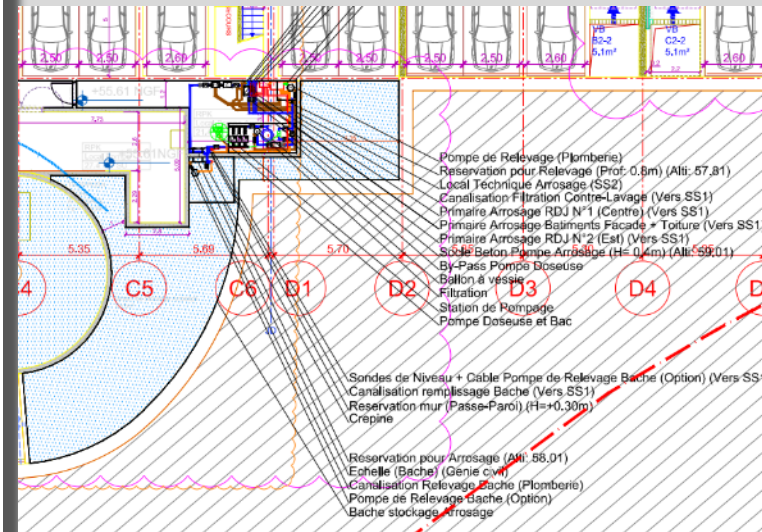 2,50
2,50
2,60
2,50
2,50
2,50
2,60
VB
B2-2
5,1m²
VB
C2-2
5,1m²
+55,61 NGF
Pompe de Relevage (Plomberie)
Reservation pour Relevage (Prof: 0.8m) (Alti: 57.81)
Local Technique Arrosage (SS2)
Canalisation Filtration Contre-Lavage (Vers SS1)
Primaire Arrosage RDJ N°1 (Centre) (Vers SS1)
Primaire Arrosage Batiments Facade + Toiture (Vers SS1
Primaire Arrosage RDJ N°2 (Est) (Vers SS1)
Socle Beton Pompe Arrosage (H= 0.4m) (Alti: 59.01)
By-Pass Pompe Doseuse
Ballon à vessie
Filtration
Station de Pompage
Pompe Doseuse et Bac
5.35
5.69
5.70
4
C5
C6
D1
D2
D3
D4
D
Sondes de Niveau + Cable Pompe de Relevage Bache (Option) (Vers SS1
Canalisation remplissage Bache (Vers SS1)
Reservation mur (Passe-Paroi) (H=+0.30m)
Crepine
Reservation pour Arrosage (Alti: 58.01)
Echelle (Bache) (Genie civil)
Canalisation Relevage Bache (Plomberie)
Pompe de Relevage Bache (Option)
Bache stockage Arrosage